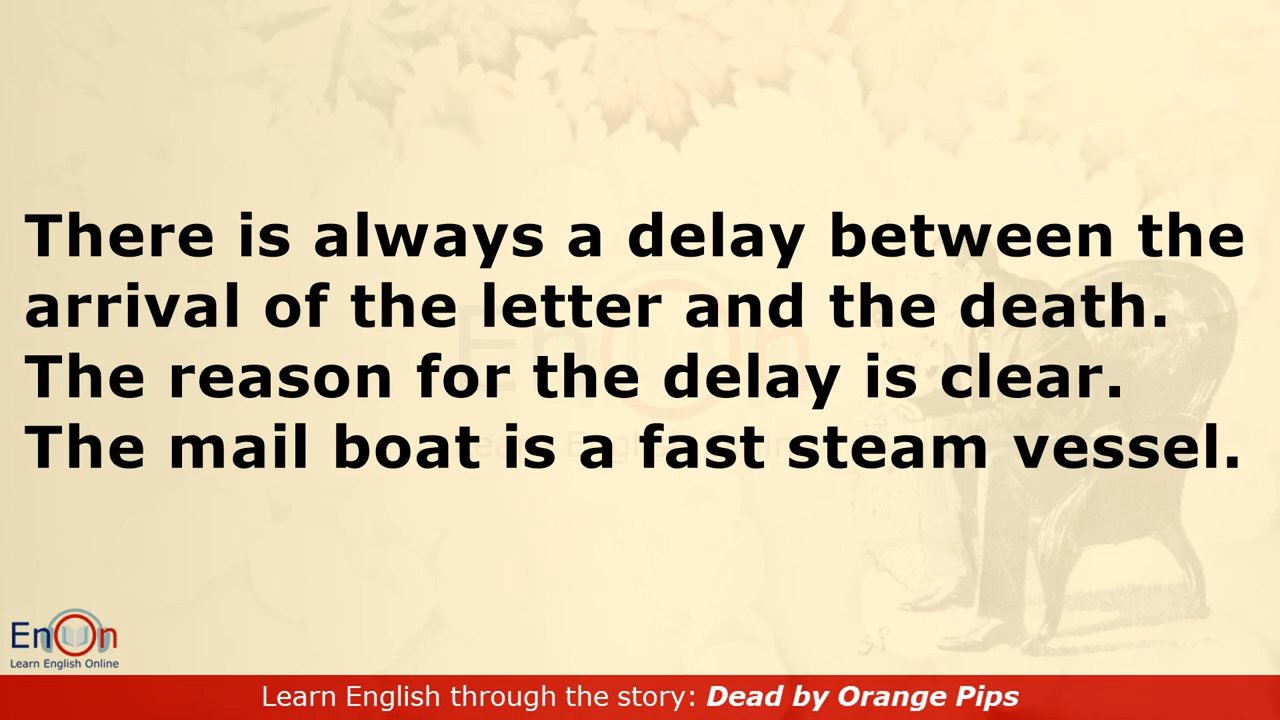 There is always a delay between the
arrival of the letter and the death.
The reason for the delay is clear.
The mail boat is a fast steam vessel.
EnOn
Learn English Online
Learn English through the story: Dead by Orange Pips